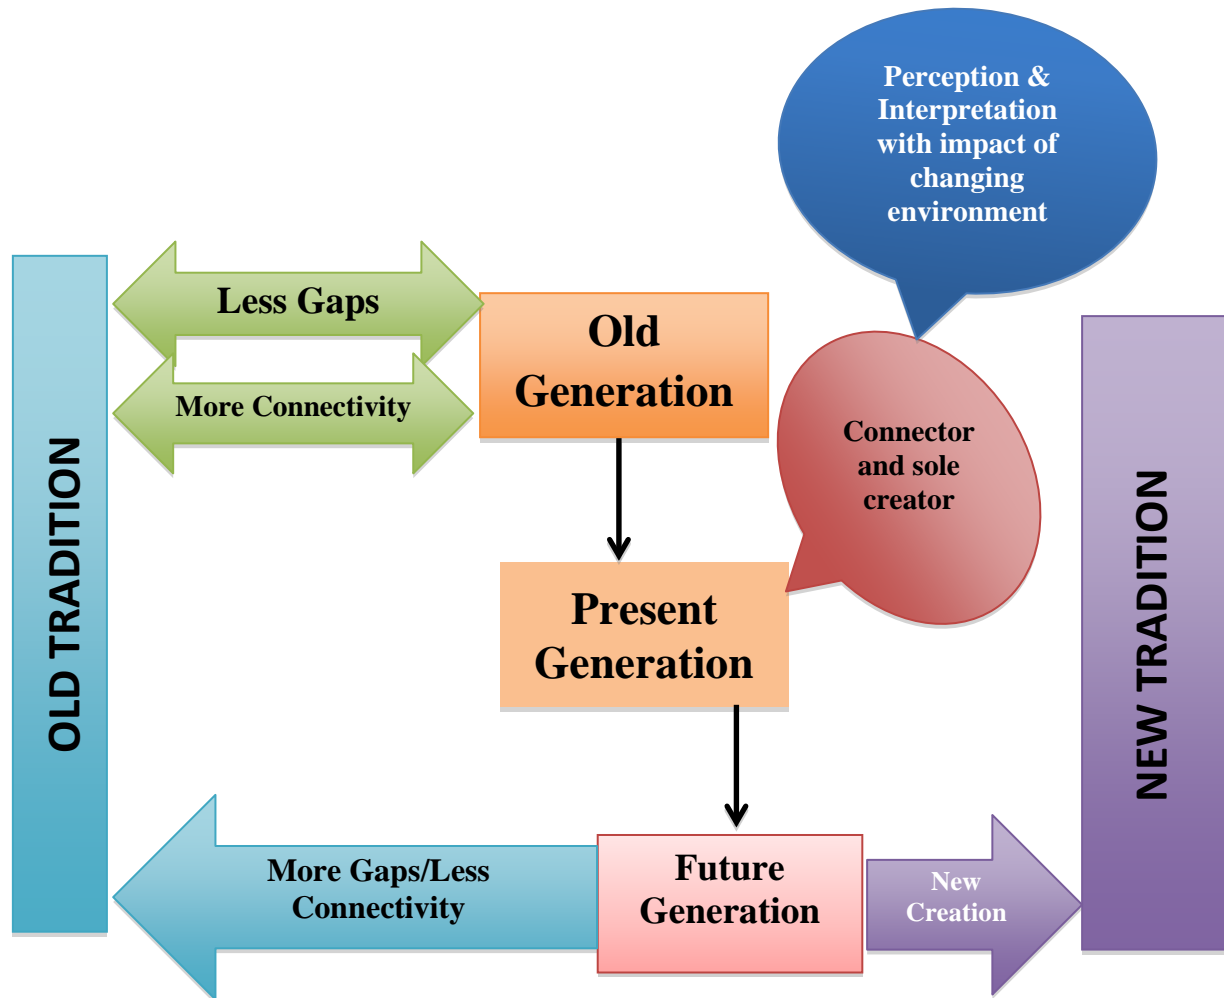 Perception &
Interpretation
with impact of
changing
environment
Less Gaps
Old
Generation
More Connectivity
Connector
and sole
creator
OLD TRADITION
NEW TRADITION
Present
Generation
More Gaps/Less
Connectivity
Future
Generation
New
Creation